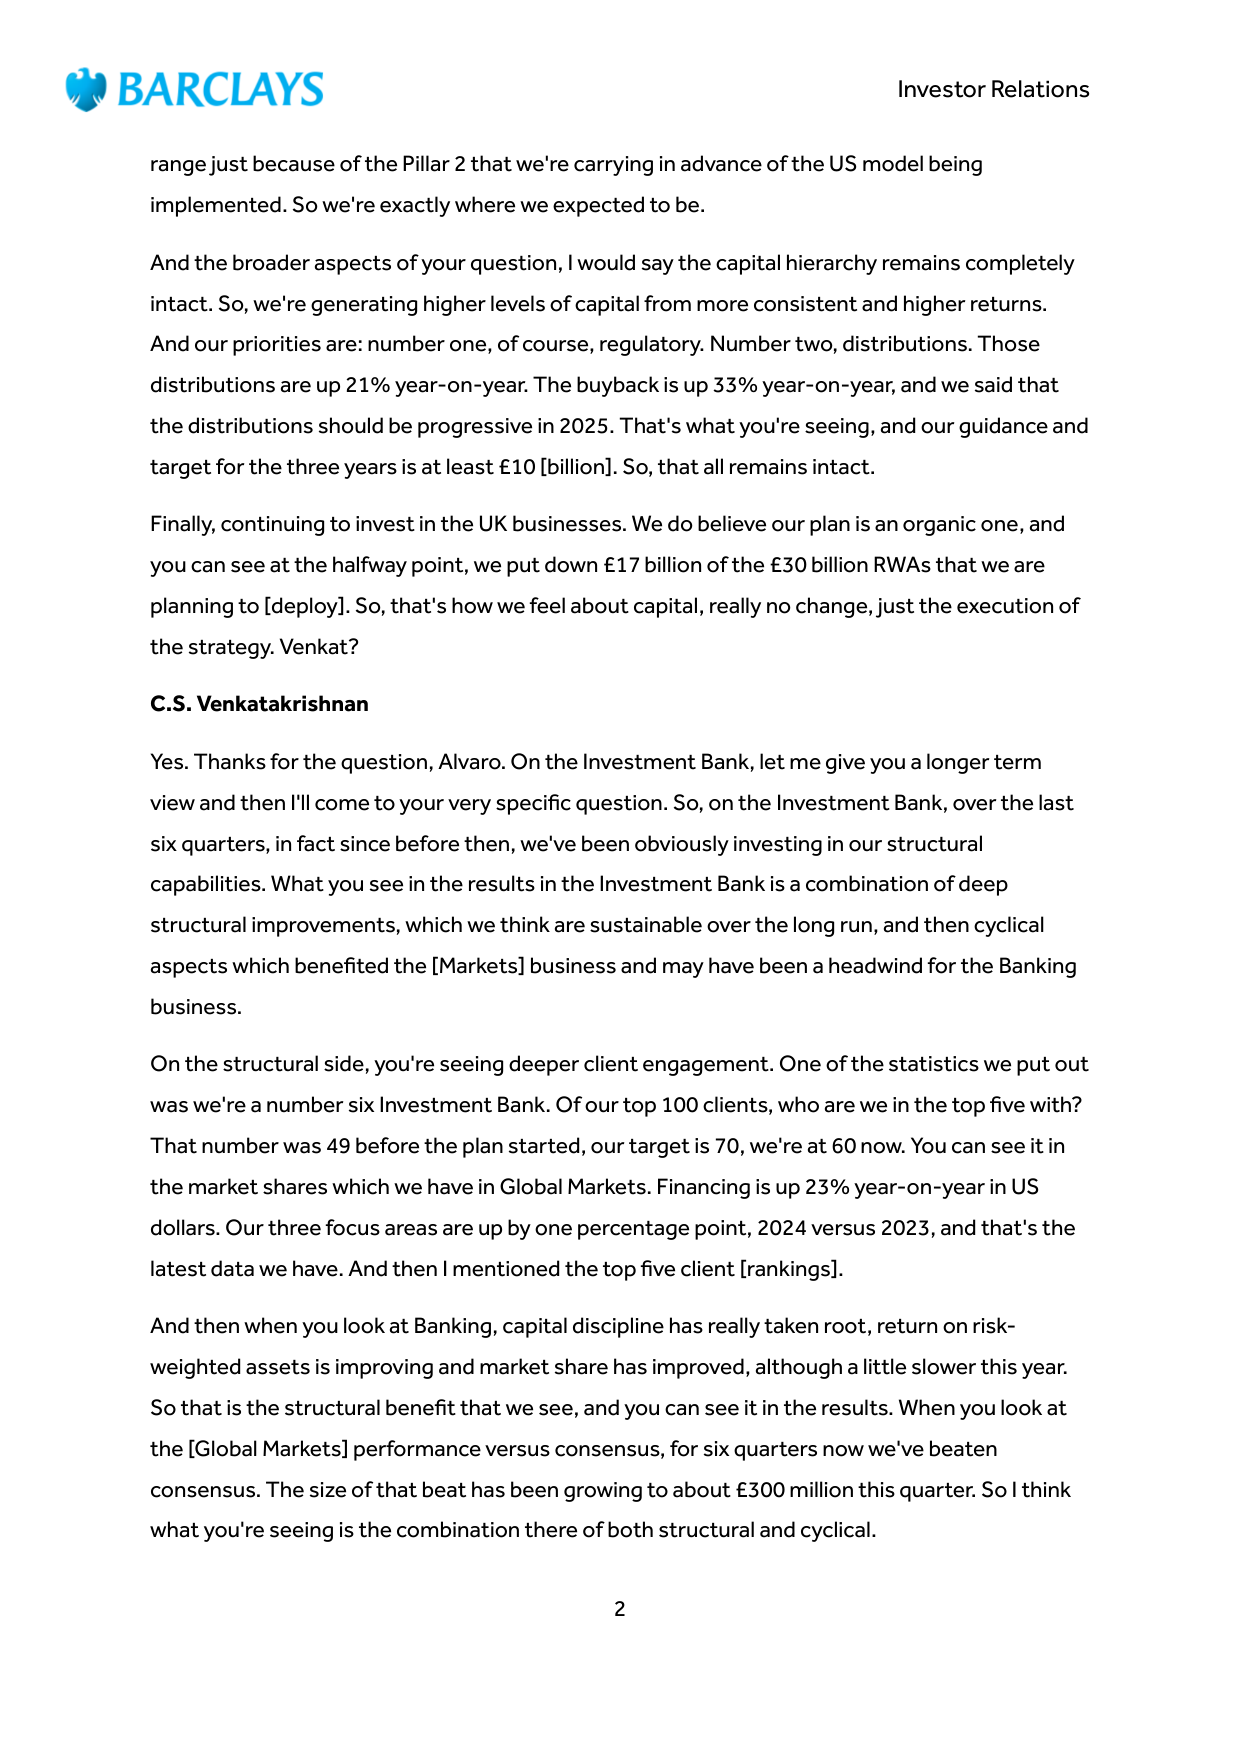 BARCLAYS
Investor Relations
range just because of the Pillar 2 that we're carrying in advance of the US model being
implemented. So we're exactly where we expected to be.
And the broader aspects of your question, I would say the capital hierarchy remains completely
intact. So, we're generating higher levels of capital from more consistent and higher returns.
And our priorities are: number one, of course, regulatory. Number two, distributions. Those
distributions are up 21% year-on-year. The buyback is up 33% year-on-year, and we said that
the distributions should be progressive in 2025. That's what you're seeing, and our guidance and
target for the three years is at least £10 [billion]. So, that all remains intact.
Finally, continuing to invest in the UK businesses. We do believe our plan is an organic one, and
you can see at the halfway point, we put down £17 billion of the £30 billion RWAs that we are
planning to [deploy]. So, that's how we feel about capital, really no change, just the execution of
the strategy. Venkat?
C.S. Venkatakrishnan
Yes. Thanks for the question, Alvaro. On the Investment Bank, let me give you a longer term
view and then I'll come to your very specific question. So, on the Investment Bank, over the last
six quarters, in fact since before then, we've been obviously investing in our structural
capabilities. What you see in the results in the Investment Bank is a combination of deep
structural improvements, which we think are sustainable over the long run, and then cyclical
aspects which benefited the [Markets] business and may have been a headwind for the Banking
business.
On the structural side, you're seeing deeper client engagement. One of the statistics we put out
was we're a number six Investment Bank. Of our top 100 clients, who are we in the top five with?
That number was 49 before the plan started, our target is 70, we're at 60 now. You can see it in
the market shares which we have in Global Markets. Financing is up 23% year-on-year in US
dollars. Our three focus areas are up by one percentage point, 2024 versus 2023, and that's the
latest data we have. And then I mentioned the top five client [rankings].
And then when you look at Banking, capital discipline has really taken root, return on risk-
weighted assets is improving and market share has improved, although a little slower this year.
So that is the structural benefit that we see, and you can see it in the results. When you look at
the [Global Markets] performance versus consensus, for six quarters now we've beaten
consensus. The size of that beat has been growing to about £300 million this quarter. So I think
what you're seeing is the combination there of both structural and cyclical.
2